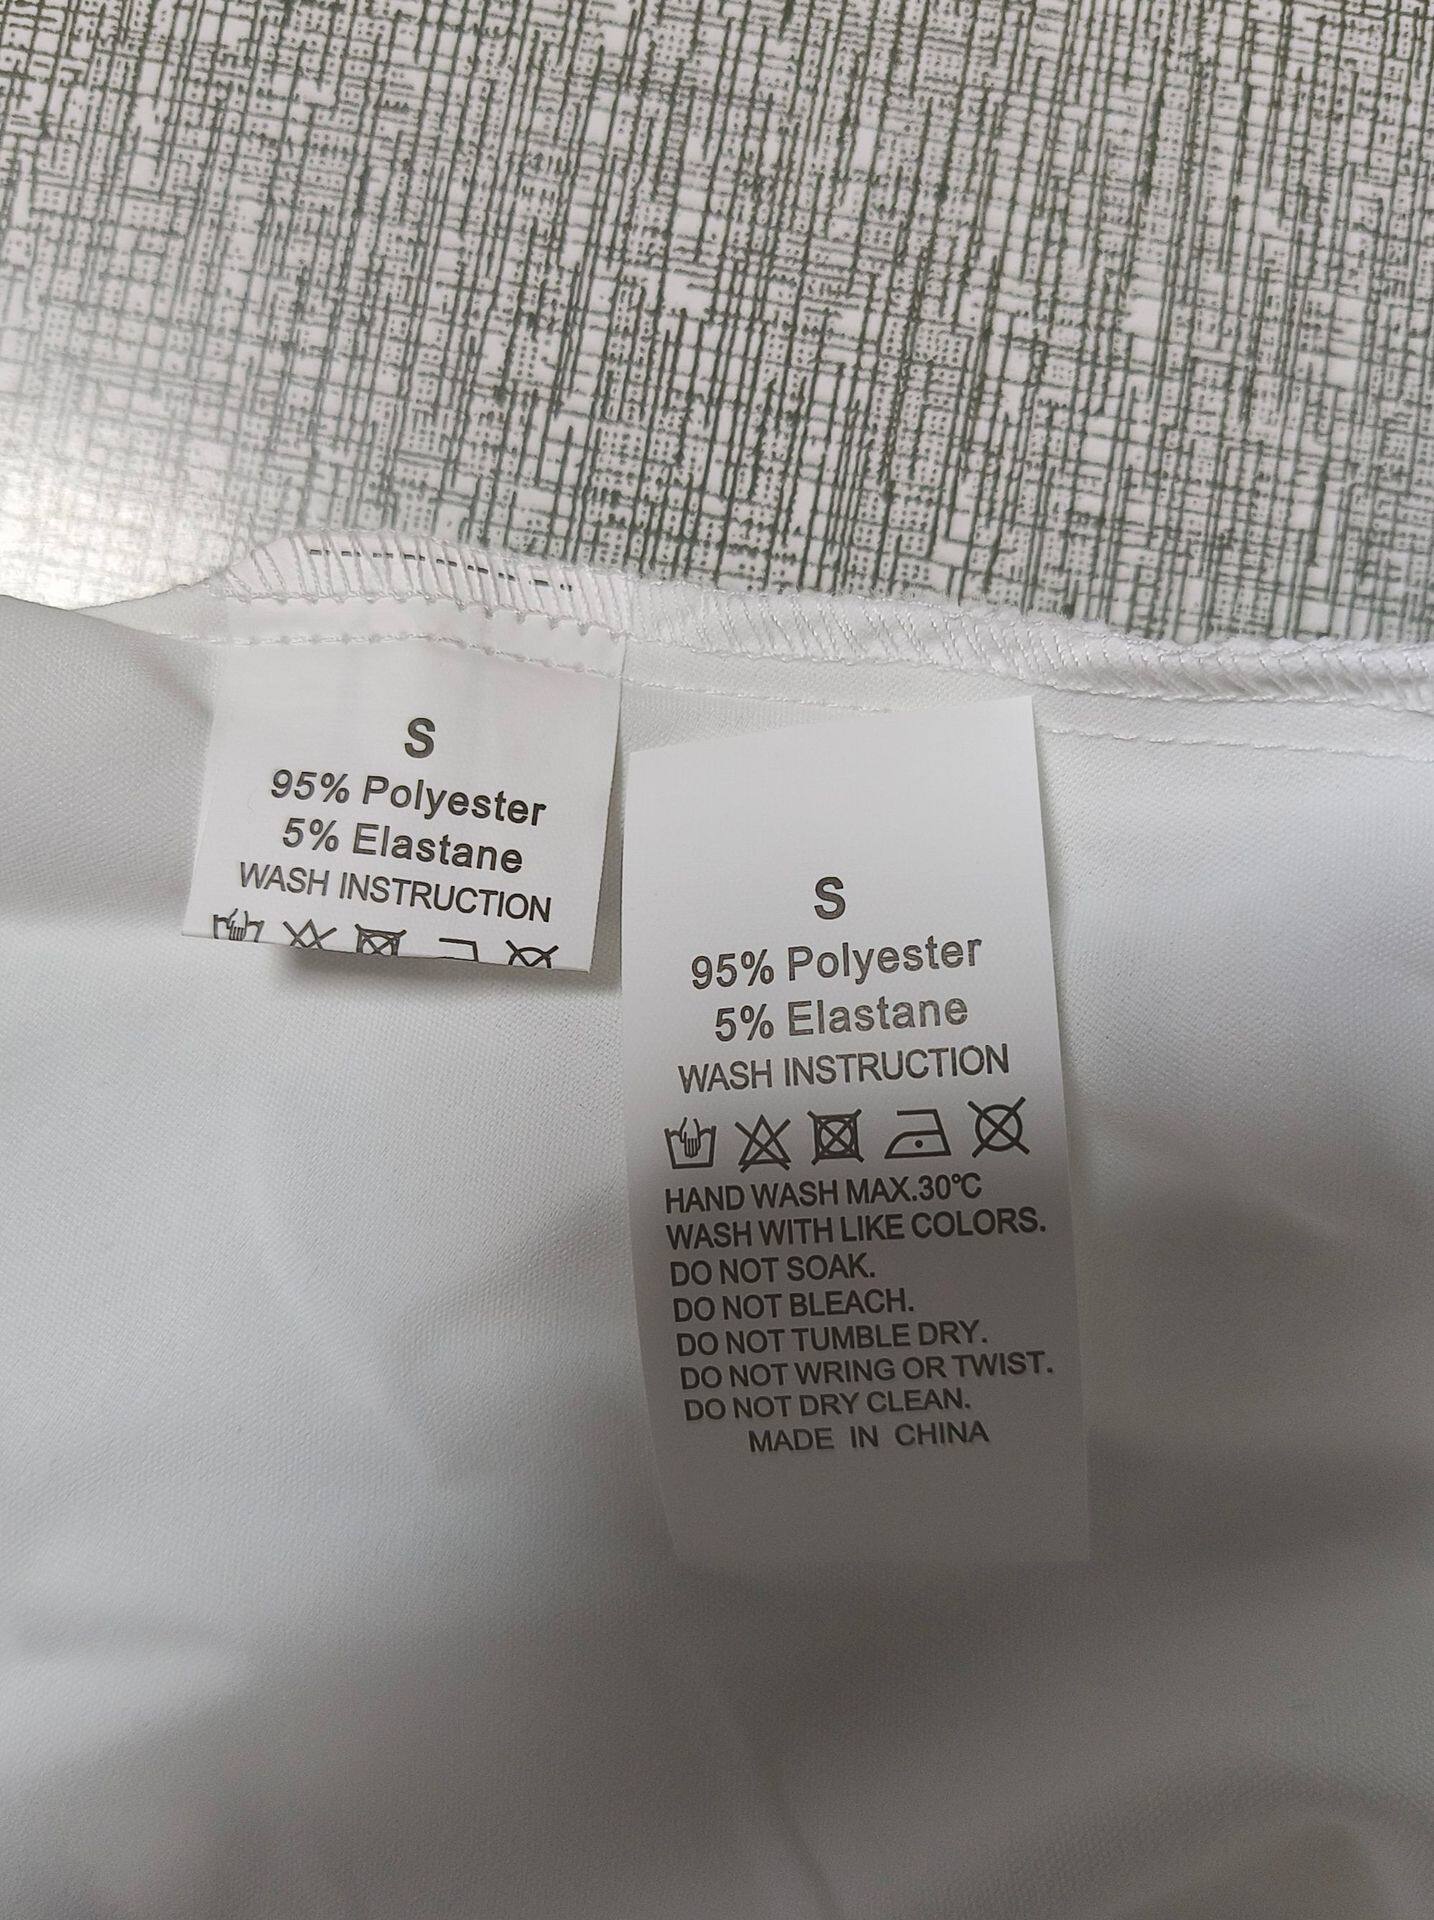 S
95% Polyester
5% Elastane
WASH INSTRUCTION
S
95% Polyester
5% Elastane
WASH INSTRUCTION
HAND WASH MAX.30℃
WASH WITH LIKE COLORS.
DO NOT SOAK.
DO NOT BLEACH.
DO NOT TUMBLE DRY.
DO NOT WRING OR TWIST.
DO NOT DRY CLEAN.
MADE IN CHINA